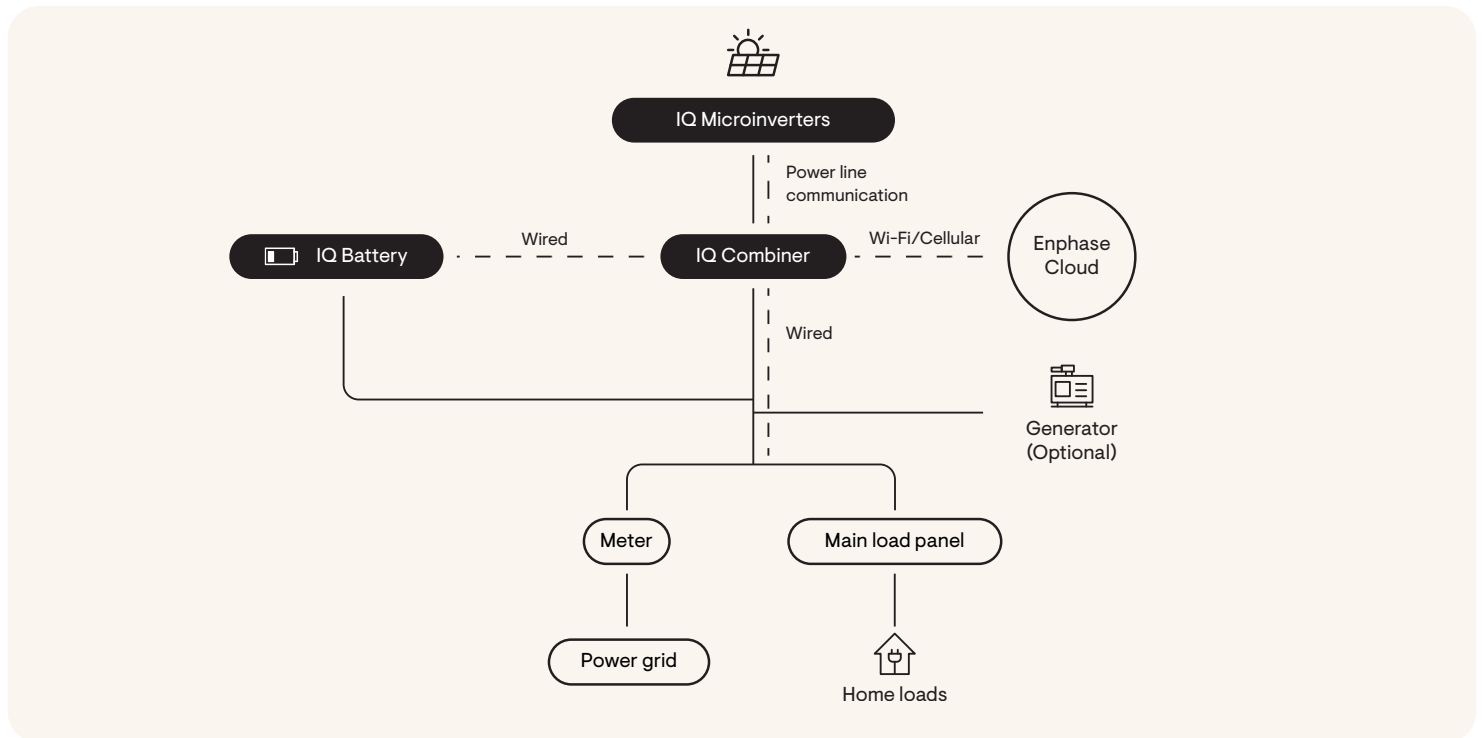 IQ Microinverters
Power line
communication
IQ Battery
Wired
IQ Combiner
Wi-Fi/Cellular
Enphase
Cloud
Wired
Generator
(Optional)
Meter
Main load panel
Power grid
Home loads